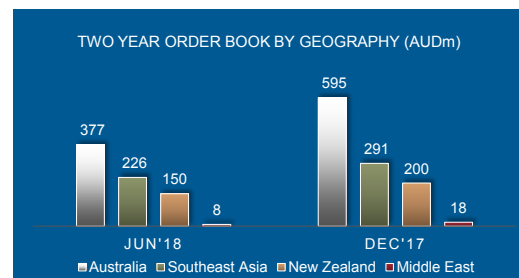 TWO YEAR ORDER BOOK BY GEOGRAPHY (AUDm)
595
377
291
226
200
150
18
8
JUN'18 DEC'17
Australia Southeast Asia New Zealand Middle East